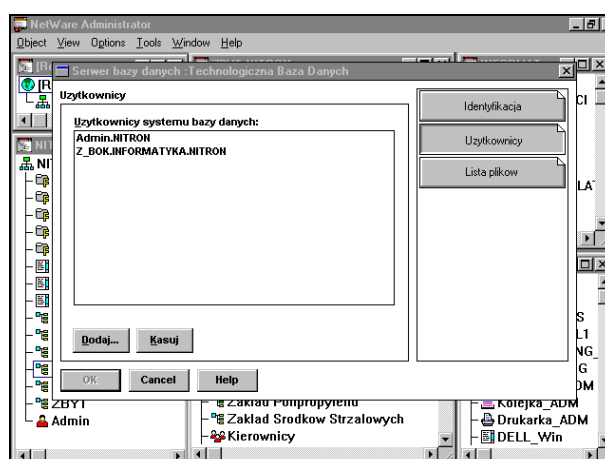 NetWare Administrator
Object View Options Tools Window Help
Serwer bazy danych :Technologiczna Baza Danych
Uzytkownicy
Uzytkownicy systemu bazy danych:
Admin.NITRON
Z_BOK.INFORMATYKA.NITRON
Identyfikacja
Uzytkownicy
Lista plikow
Dodaj...
Kasuj
OK
Cancel
Help
ZBYT
Admin
Zaklad Polipropylenu
Zaklad Srodkow Strzalowych
Kierownicy
Kolejka_ADM
Drukarka_ADM
DELL_Win